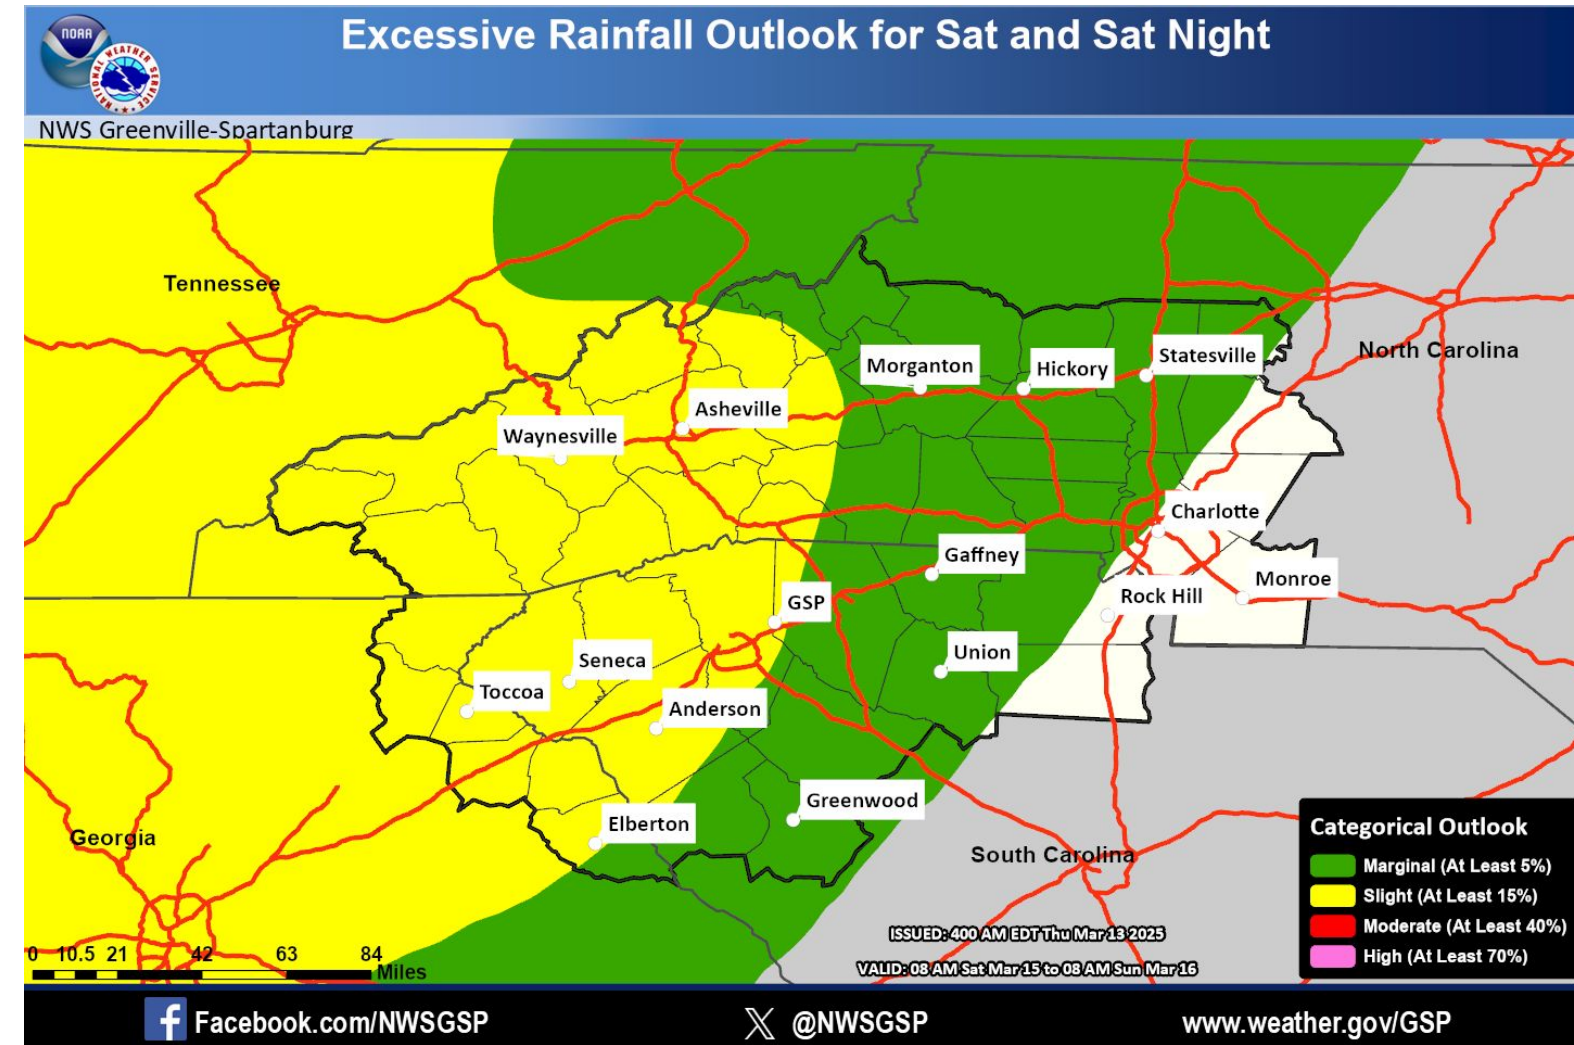 Excessive Rainfall Outlook for Sat and Sat Night
NOAA
NATIONAL WEATHER SERVICE
NWS Greenville-Spartanburg
Tennessee
North Carolina
Statesville
Morganton
Hickory
Asheville
Waynesville
Charlotte
Gaffney
Monroe
Rock Hill
GSP
Union
Seneca
Toccoa
Anderson
Greenwood
Elberton
Georgia
South Carolina
Categorical Outlook
Marginal (At Least 5%)
Slight (At Least 15%)
Moderate (At Least 40%)
High (At Least 70%)
ISSUED: 400 AM EDT Thu Mar 13 2025
VALID: 08 AM Sat Mar 15 to 08 AM Sun Mar 16
0 10.5 21 42 63 84
Miles
Facebook.com/NWSGSP
@NWSGSP
www.weather.gov/GSP